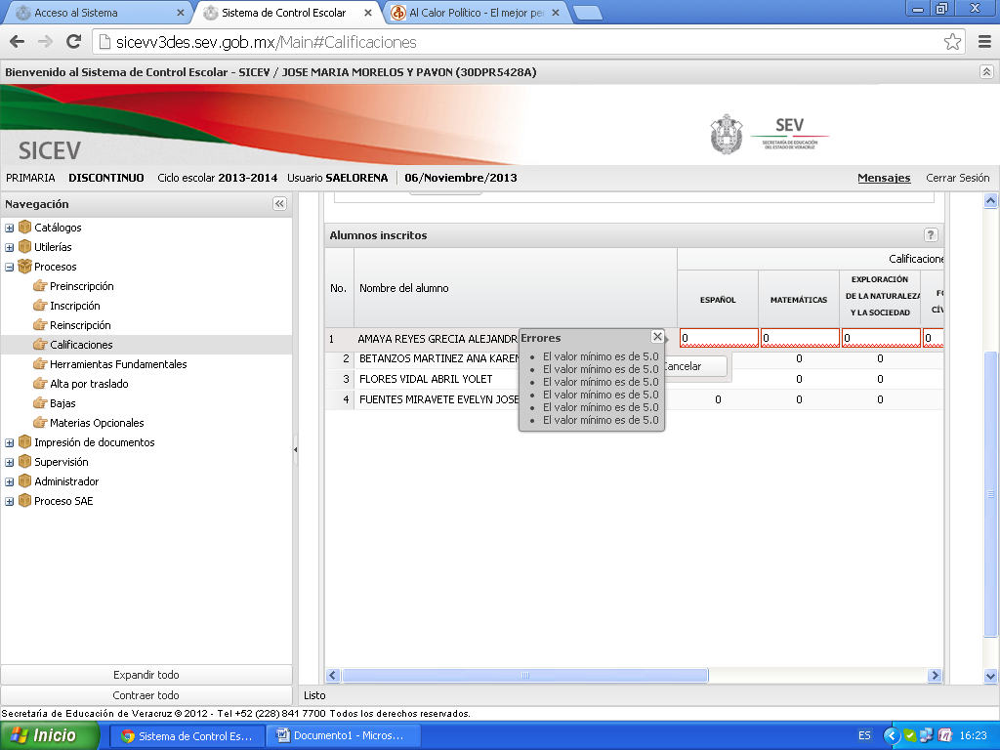 Acceso al Sistema
Sistema de Control Escolar
Al Calor Político - El mejor pe
sicevv3des.sev.gob.mx/Main#Calificaciones
Bienvenido al Sistema de Control Escolar - SICEV / JOSE MARIA MORELOS Y PAVON (30DPR5428A)
SICEV
SEV
SECRETARÍA DE EDUCACIÓN
DEL ESTADO DE VERACRUZ
PRIMARIA DISCONTINUO Ciclo escolar 2013-2014 Usuario SAELORENA 06/Noviembre/2013 Mensajes Cerrar Sesión
Navegación
Catálogos
Utilerías
Procesos
Preinscripción
Inscripción
Reinscripción
Calificaciones
Herramientas Fundamentales
Alta por traslado
Bajas
Materias Opcionales
Impresión de documentos
Supervisión
Administrador
Proceso SAE
Expandir todo
Contraer todo
Alumnos inscritos ?
Calificacione
No. Nombre del alumno ESPAÑOL MATEMÁTICAS
EXPLORACIÓN
DE LA NATURALEZA
Y LA SOCIEDAD
FO
CÍV
1 AMAYA REYES GRECIA ALEJANDR 0 0 0 0
2 BETANZOS MARTINEZ ANA KAREN 0 0
3 FLORES VIDAL ABRIL YOLET 0 0
4 FUENTES MIRAVETE EVELYN JOSE 0 0 0
Errores
El valor mínimo es de 5.0
El valor mínimo es de 5.0
El valor mínimo es de 5.0
El valor mínimo es de 5.0
El valor mínimo es de 5.0
El valor mínimo es de 5.0
Cancelar
Listo
Secretaría de Educación de Veracruz © 2012 - Tel +52 (228) 841 7700 Todos los derechos reservados.
Inicio
Sistema de Control Es...
Documento1 - Micros...
ES
16:23